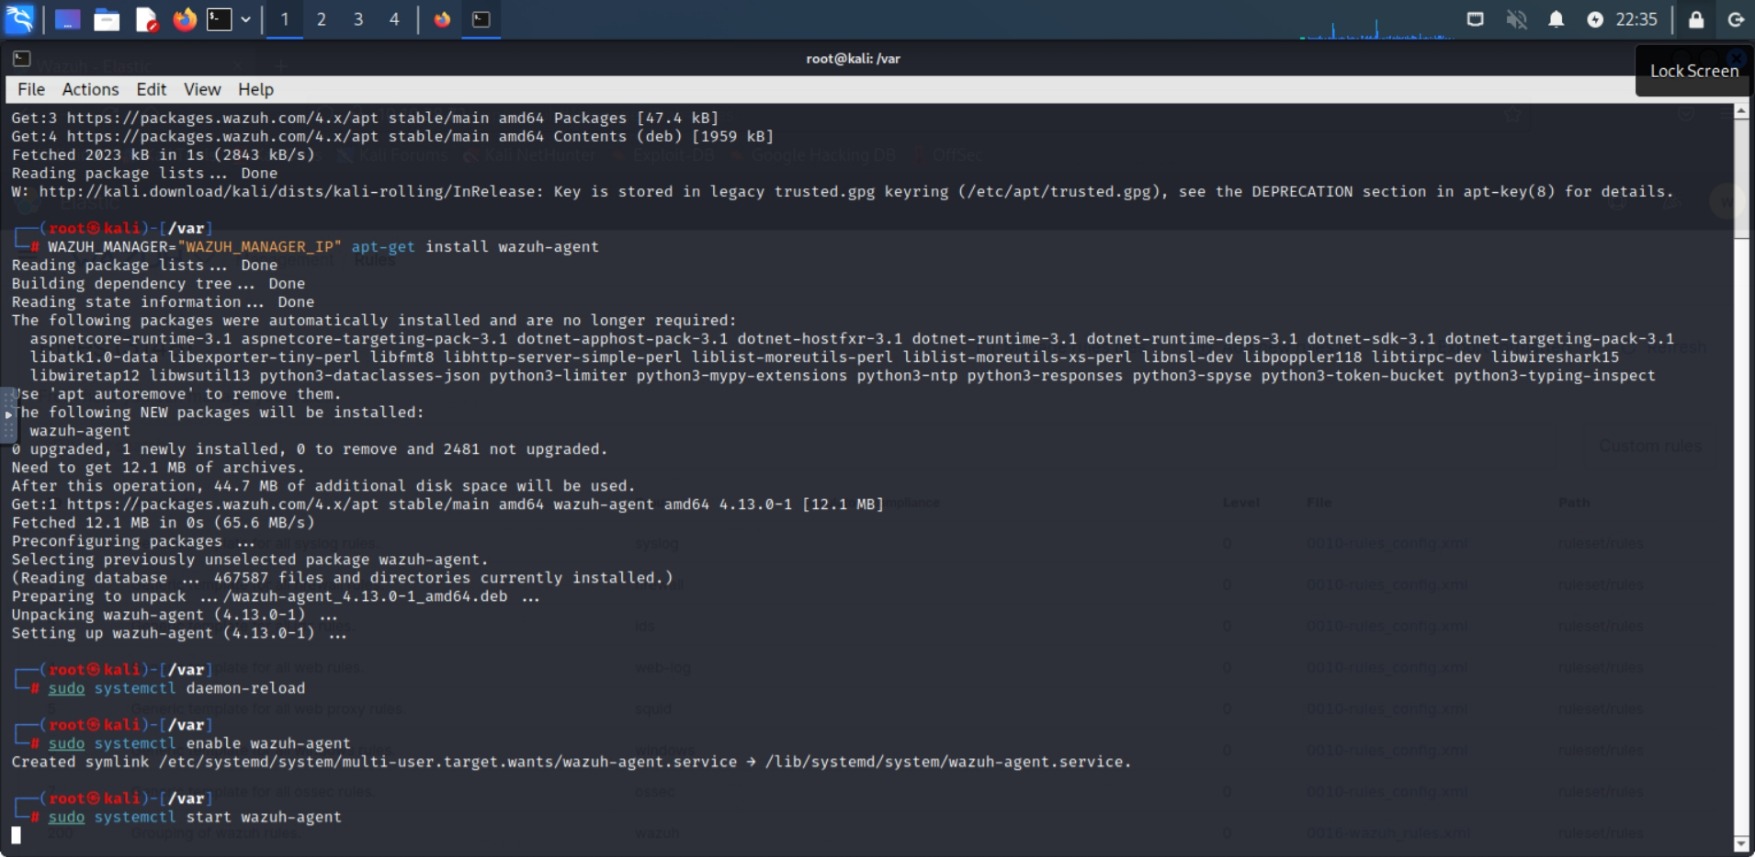 1 2 3 4 22:35
root@kali: /var
Lock Screen
File Actions Edit View Help
Get:3 https://packages.wazuh.com/4.x/apt stable/main amd64 Packages [47.4 kB]
Get:4 https://packages.wazuh.com/4.x/apt stable/main amd64 Contents (deb) [1959 kB]
Fetched 2023 kB in 1s (2843 kB/s)
Reading package lists... Done
W: http://kali.download/kali/dists/kali-rolling/InRelease: Key is stored in legacy trusted.gpg keyring (/etc/apt/trusted.gpg), see the DEPRECATION section in apt-key(8) for details.
┌──(root㉿kali)-[/var]
└─# WAZUH_MANAGER="WAZUH_MANAGER_IP" apt-get install wazuh-agent
Reading package lists... Done
Building dependency tree... Done
Reading state information... Done
The following packages were automatically installed and are no longer required:
aspnetcore-runtime-3.1 aspnetcore-targeting-pack-3.1 dotnet-apphost-pack-3.1 dotnet-hostfxr-3.1 dotnet-runtime-3.1 dotnet-runtime-deps-3.1 dotnet-sdk-3.1 dotnet-targeting-pack-3.1
libatk1.0-data libexporter-tiny-perl libfmt8 libhttp-server-simple-perl liblist-moreutils-perl liblist-moreutils-xs-perl libnsl-dev libpoppler118 libtirpc-dev libwireshark15
libwiretap12 libwsutil13 python3-dataclasses-json python3-limiter python3-mypy-extensions python3-ntp python3-responses python3-spyse python3-token-bucket python3-typing-inspect
Use 'apt autoremove' to remove them.
The following NEW packages will be installed:
wazuh-agent
0 upgraded, 1 newly installed, 0 to remove and 2481 not upgraded.
Need to get 12.1 MB of archives.
After this operation, 44.7 MB of additional disk space will be used.
Get:1 https://packages.wazuh.com/4.x/apt stable/main amd64 wazuh-agent amd64 4.13.0-1 [12.1 MB]
Fetched 12.1 MB in 0s (65.6 MB/s)
Preconfiguring packages ...
Selecting previously unselected package wazuh-agent.
(Reading database ... 467587 files and directories currently installed.)
Preparing to unpack .../wazuh-agent_4.13.0-1_amd64.deb ...
Unpacking wazuh-agent (4.13.0-1) ...
Setting up wazuh-agent (4.13.0-1) ...
┌──(root㉿kali)-[/var]
└─# sudo systemctl daemon-reload
┌──(root㉿kali)-[/var]
└─# sudo systemctl enable wazuh-agent
Created symlink /etc/systemd/system/multi-user.target.wants/wazuh-agent.service → /lib/systemd/system/wazuh-agent.service.
┌──(root㉿kali)-[/var]
└─# sudo systemctl start wazuh-agent